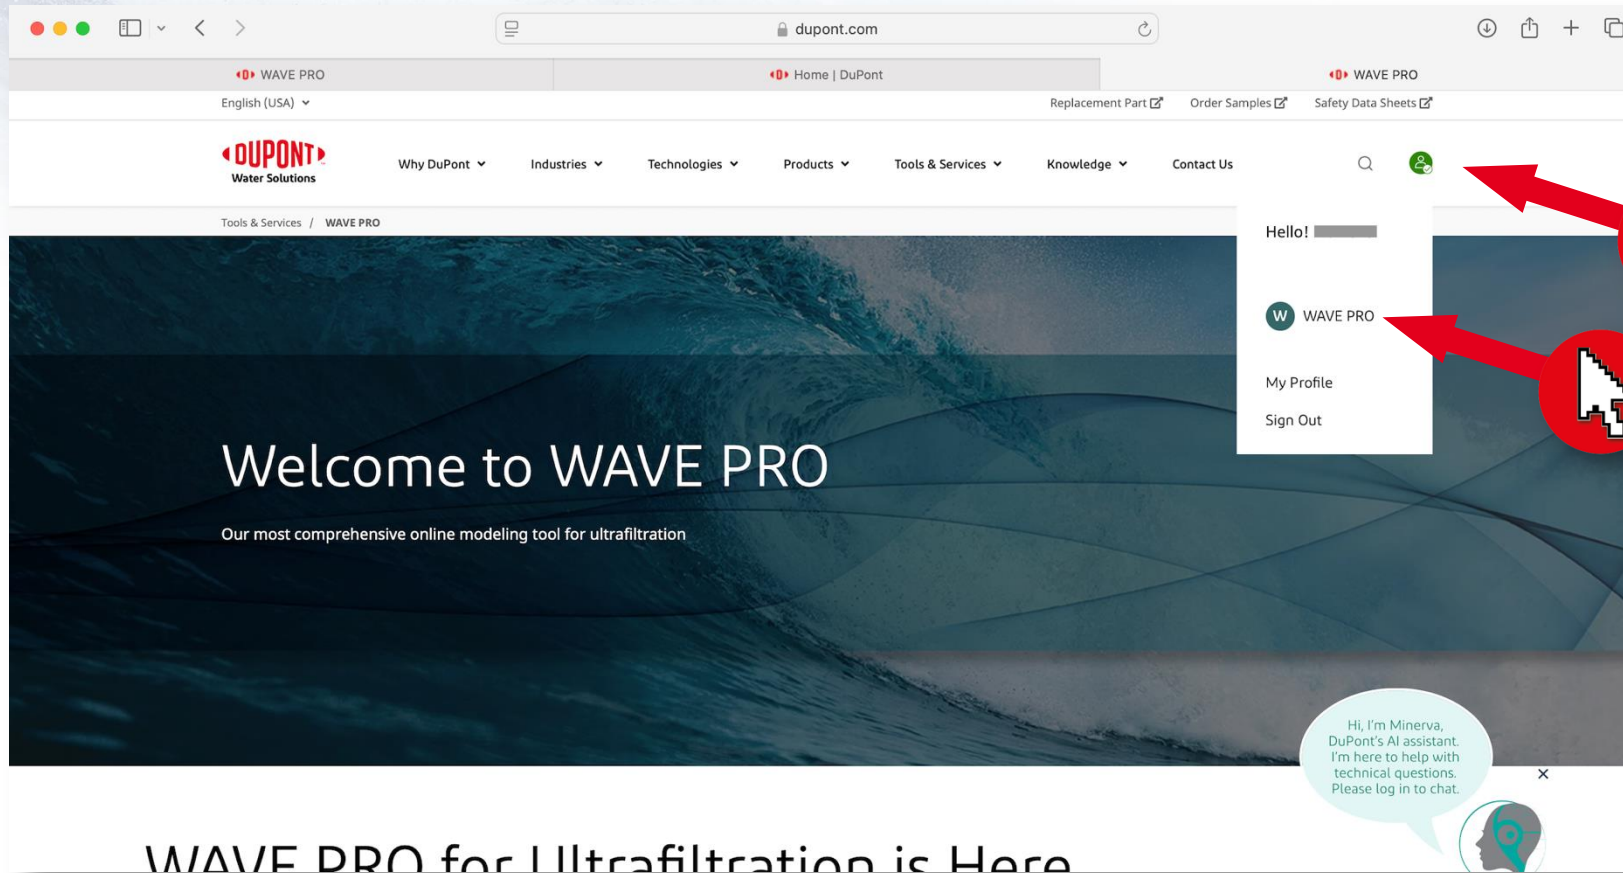 dupont.com
WAVE PRO
Home | DuPont
WAVE PRO
English (USA)
Replacement Part
Order Samples
Safety Data Sheets
DUPONT
Water Solutions
Why DuPont
Industries
Technologies
Products
Tools & Services
Knowledge
Contact Us
Tools & Services / WAVE PRO
Hello!
W WAVE PRO
My Profile
Sign Out
Welcome to WAVE PRO
Our most comprehensive online modeling tool for ultrafiltration
Hi, I'm Minerva,
DuPont's AI assistant.
I'm here to help with
technical questions.
Please log in to chat.
WAVE PRO for Ultrafiltration is Here